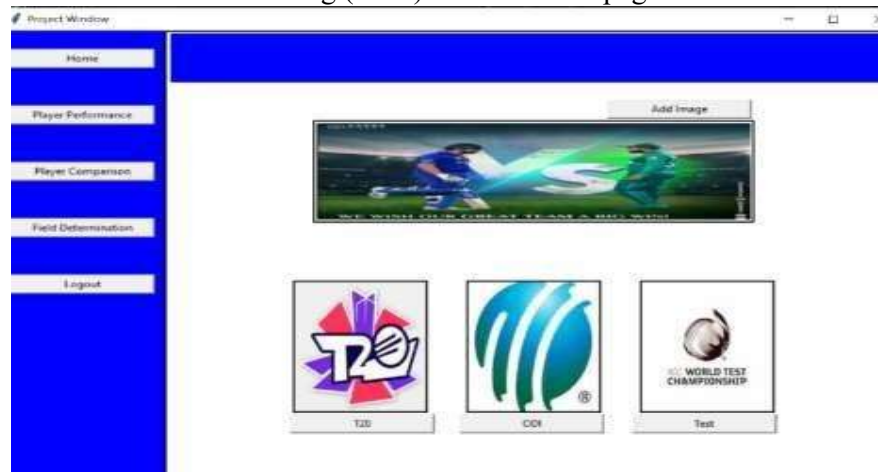 Project Window
Home
Player Performance
Player Comparison
Field Determination
Logout
Add Image
VS
WE WISH OUR GREAT TEAM A BIG WIN!
T20
®
ICC WORLD TEST
CHAMPIONSHIP
T20
ODI
Test